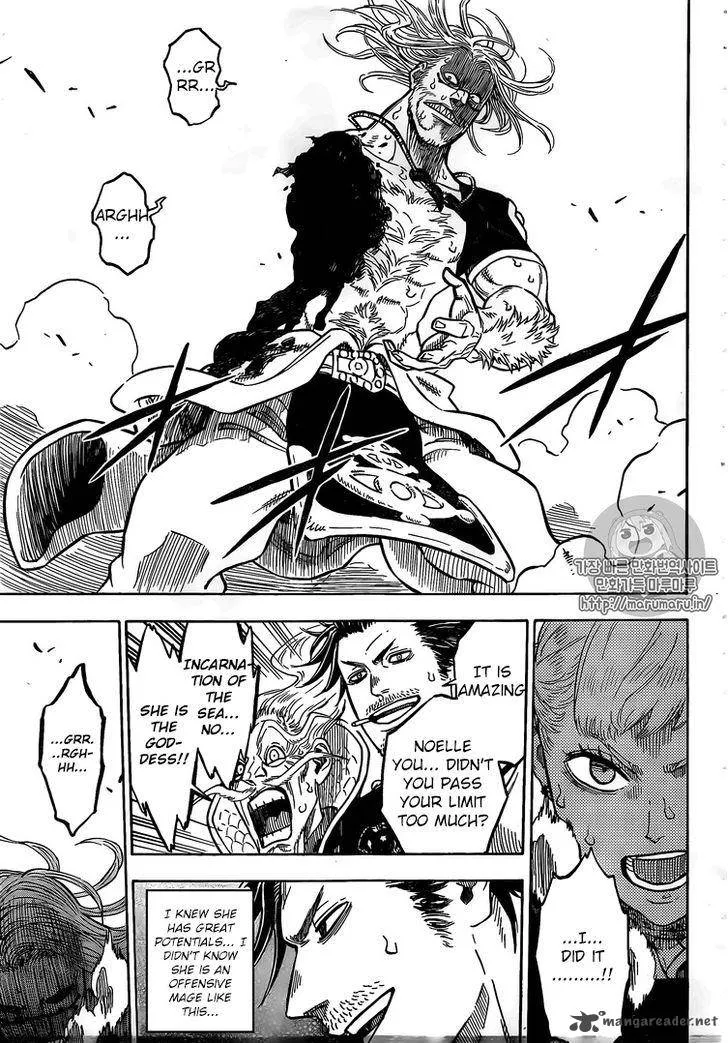 ...GR
RR...
ARGHH
...
가장 빠른 만화번역사이트
만화가득 마루마루
http://marumaru.in/
...I...
DID IT
.........!!
IT IS
AMAZING
NOELLE
YOU... DIDN'T
YOU PASS
YOUR LIMIT
TOO MUCH?
INCARNA-
TION OF
THE
SEA...
NO...
SHE IS
THE
GOD-
DESS!!
...GRR.
..RGH-
HH...
I KNEW SHE
HAS GREAT
POTENTIALS... I
DIDN'T KNOW
SHE IS AN
OFFENSIVE
MAGE LIKE
THIS...
mangareader.net